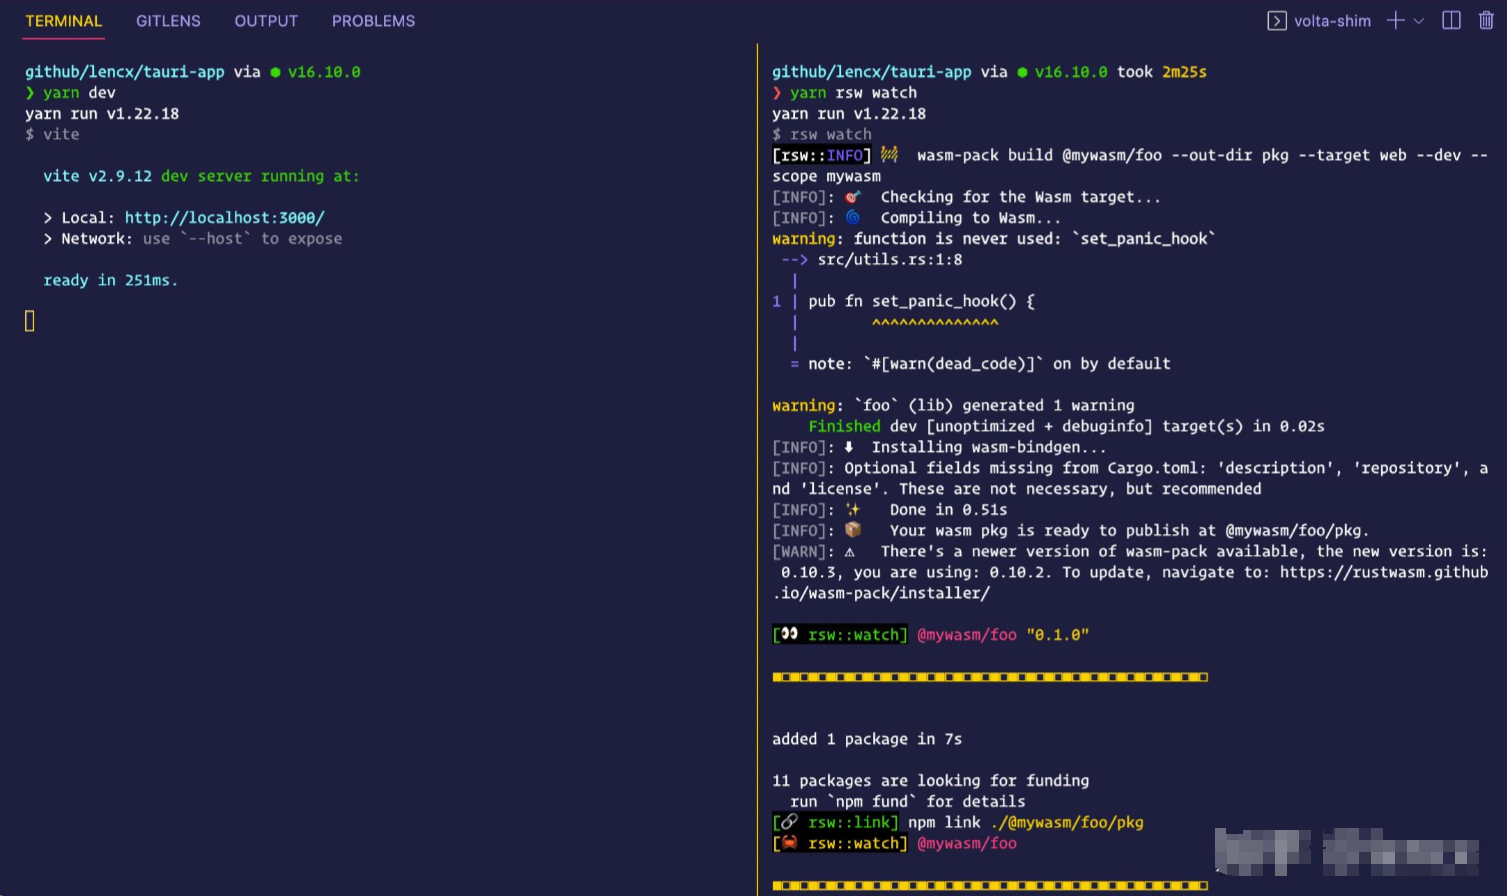 TERMINAL GITLENS OUTPUT PROBLEMS
volta-shim
github/lencx/tauri-app via ● v16.10.0
❯ yarn dev
yarn run v1.22.18
$ vite
vite v2.9.12 dev server running at:
> Local: http://localhost:3000/
> Network: use `--host` to expose
ready in 251ms.
github/lencx/tauri-app via ● v16.10.0 took 2m25s
❯ yarn rsw watch
yarn run v1.22.18
$ rsw watch
[rsw::INFO] 🚧 wasm-pack build @mywasm/foo --out-dir pkg --target web --dev --
scope mywasm
[INFO]: 🎯 Checking for the Wasm target...
[INFO]: 🌀 Compiling to Wasm...
warning: function is never used: `set_panic_hook`
--> src/utils.rs:1:8
|
1 | pub fn set_panic_hook() {
| ^^^^^^^^^^^^^^
|
= note: `#[warn(dead_code)]` on by default
warning: `foo` (lib) generated 1 warning
Finished dev [unoptimized + debuginfo] target(s) in 0.02s
[INFO]: ⬇ Installing wasm-bindgen...
[INFO]: Optional fields missing from Cargo.toml: 'description', 'repository', a
nd 'license'. These are not necessary, but recommended
[INFO]: ✨ Done in 0.51s
[INFO]: 📦 Your wasm pkg is ready to publish at @mywasm/foo/pkg.
[WARN]: ⚠ There's a newer version of wasm-pack available, the new version is:
0.10.3, you are using: 0.10.2. To update, navigate to: https://rustwasm.github
.io/wasm-pack/installer/
[👀 rsw::watch] @mywasm/foo "0.1.0"
added 1 package in 7s
11 packages are looking for funding
run `npm fund` for details
[🔗 rsw::link] npm link ./@mywasm/foo/pkg
[🦀 rsw::watch] @mywasm/foo